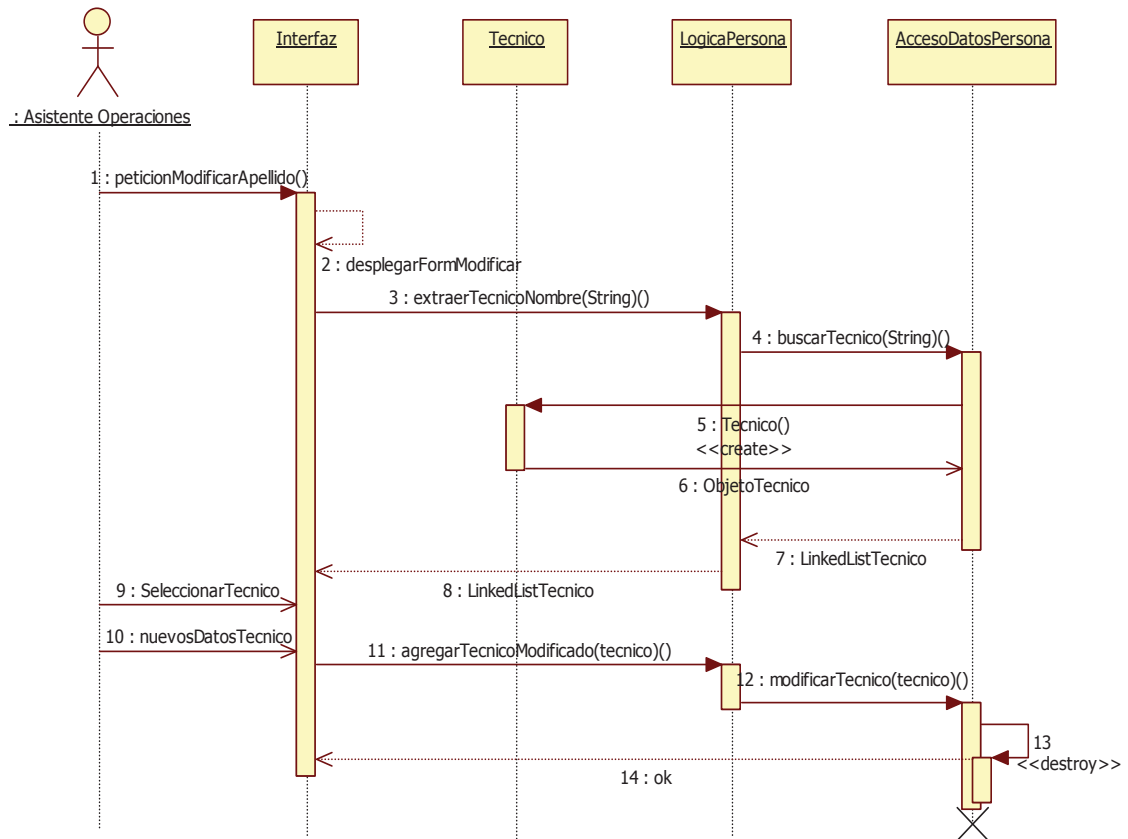 Interfaz
Tecnico
LogicaPersona
AccesoDatosPersona
: Asistente Operaciones
1 : peticionModificarApellido()
2 : desplegarFormModificar
3 : extraerTecnicoNombre(String)()
4 : buscarTecnico(String)()
5 : Tecnico()
<<create>>
6 : ObjetoTecnico
7 : LinkedListTecnico
8 : LinkedListTecnico
9 : SeleccionarTecnico
10 : nuevosDatosTecnico
11 : agregarTecnicoModificado(tecnico)()
12 : modificarTecnico(tecnico)()
13
<<destroy>>
14 : ok